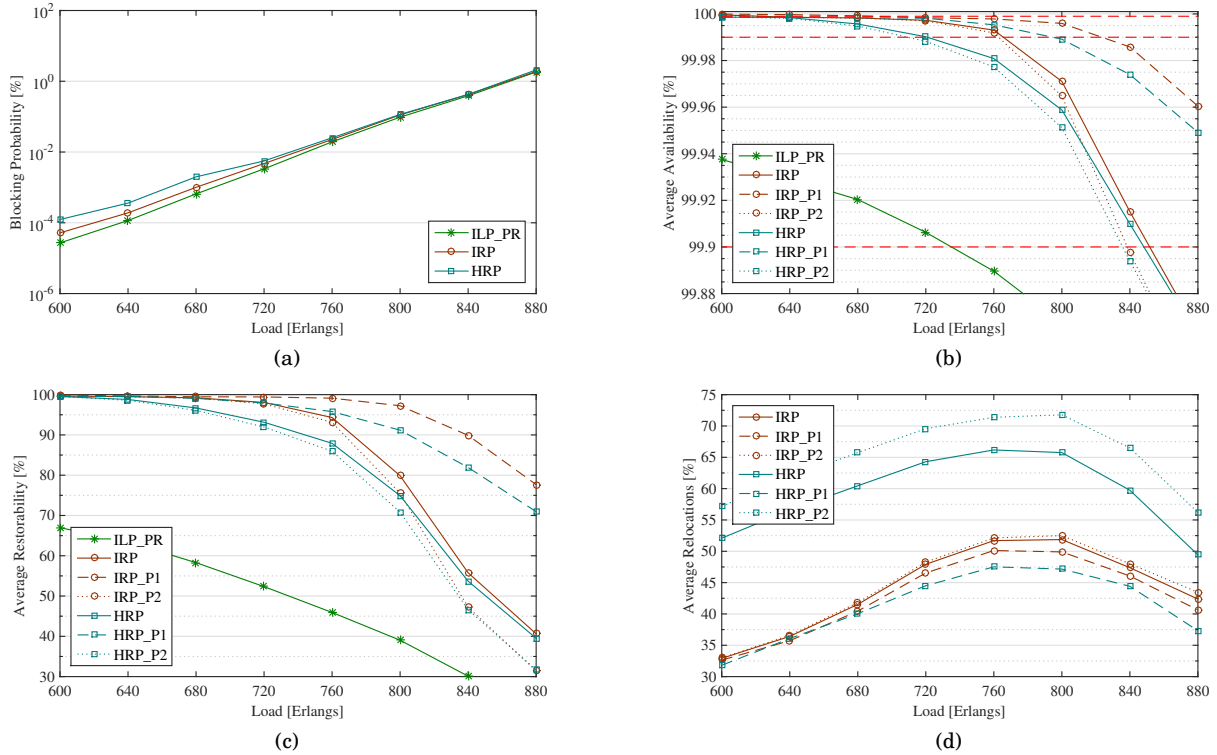 10^2
10^0
10^-2
10^-4
10^-6
Blocking Probability [%]
ILP_PR
IRP
HRP
600 640 680 720 760 800 840 880
Load [Erlangs]
(a)
100
99.98
99.96
99.94
99.92
99.9
99.88
Average Availability [%]
ILP_PR
IRP
IRP_P1
IRP_P2
HRP
HRP_P1
HRP_P2
600 640 680 720 760 800 840 880
Load [Erlangs]
(b)
100
90
80
70
60
50
40
30
Average Restorability [%]
ILP_PR
IRP
IRP_P1
IRP_P2
HRP
HRP_P1
HRP_P2
600 640 680 720 760 800 840 880
Load [Erlangs]
(c)
75
70
65
60
55
50
45
40
35
30
Average Relocations [%]
IRP
IRP_P1
IRP_P2
HRP
HRP_P1
HRP_P2
600 640 680 720 760 800 840 880
Load [Erlangs]
(d)